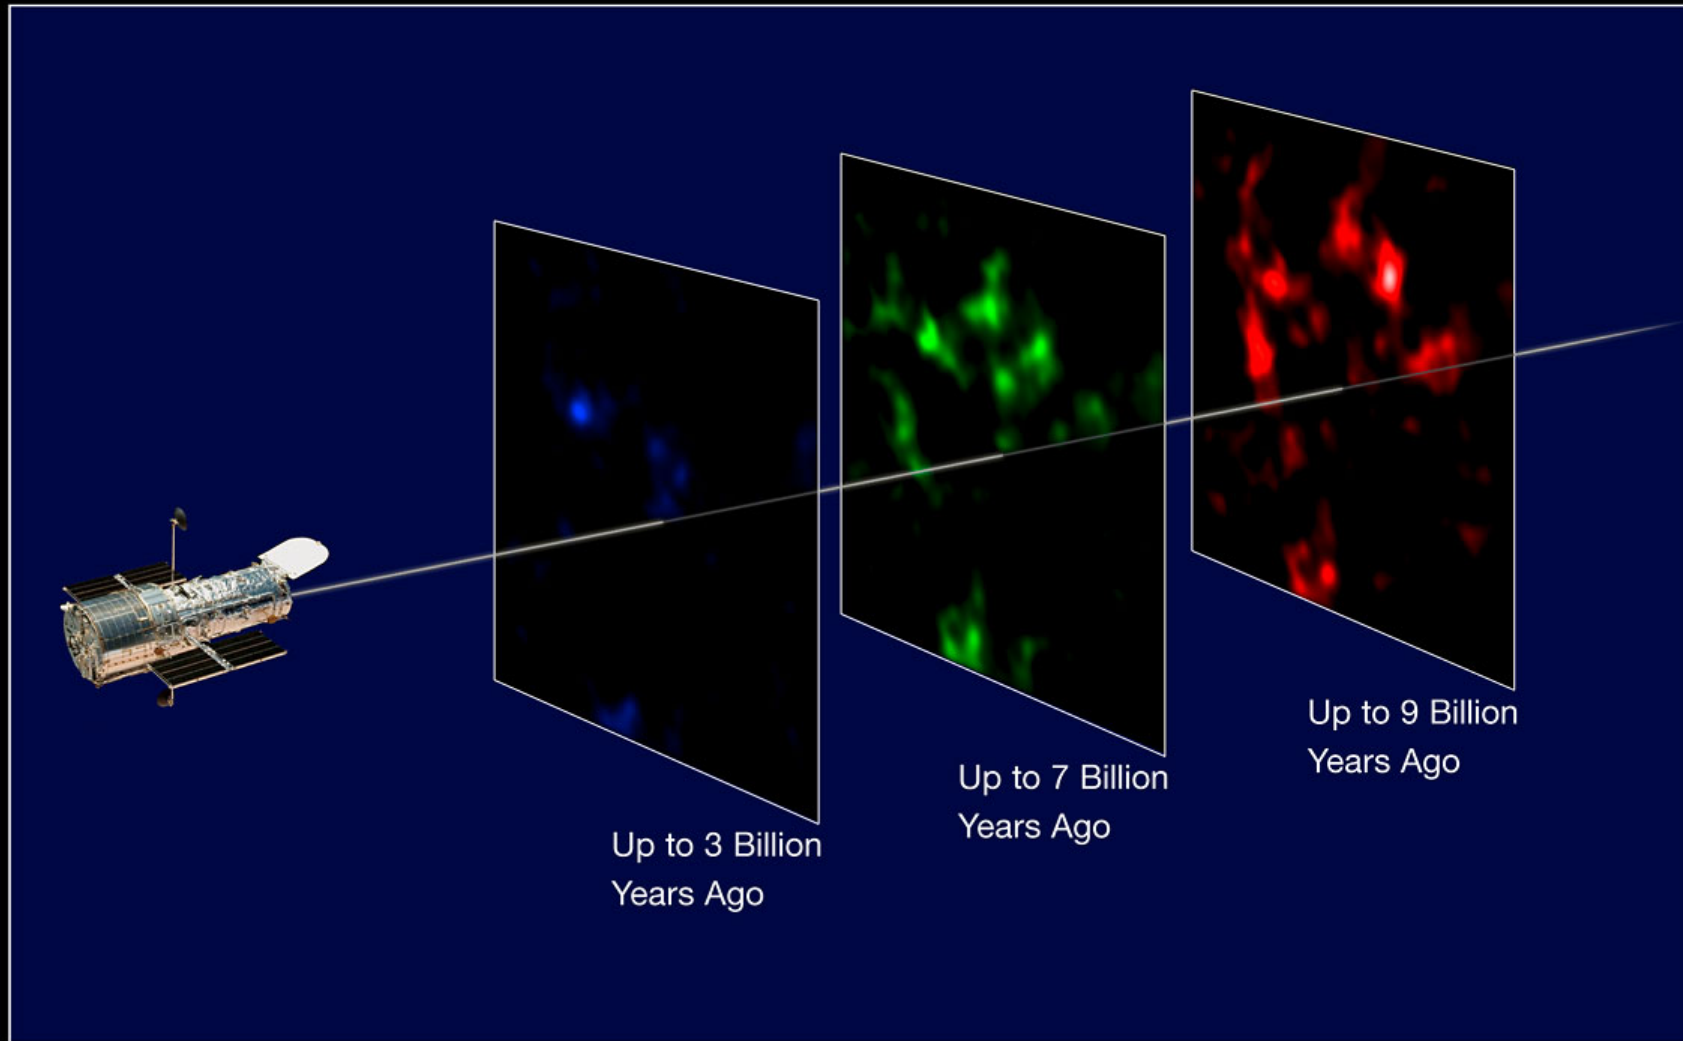 Up to 3 Billion
Years Ago
Up to 7 Billion
Years Ago
Up to 9 Billion
Years Ago